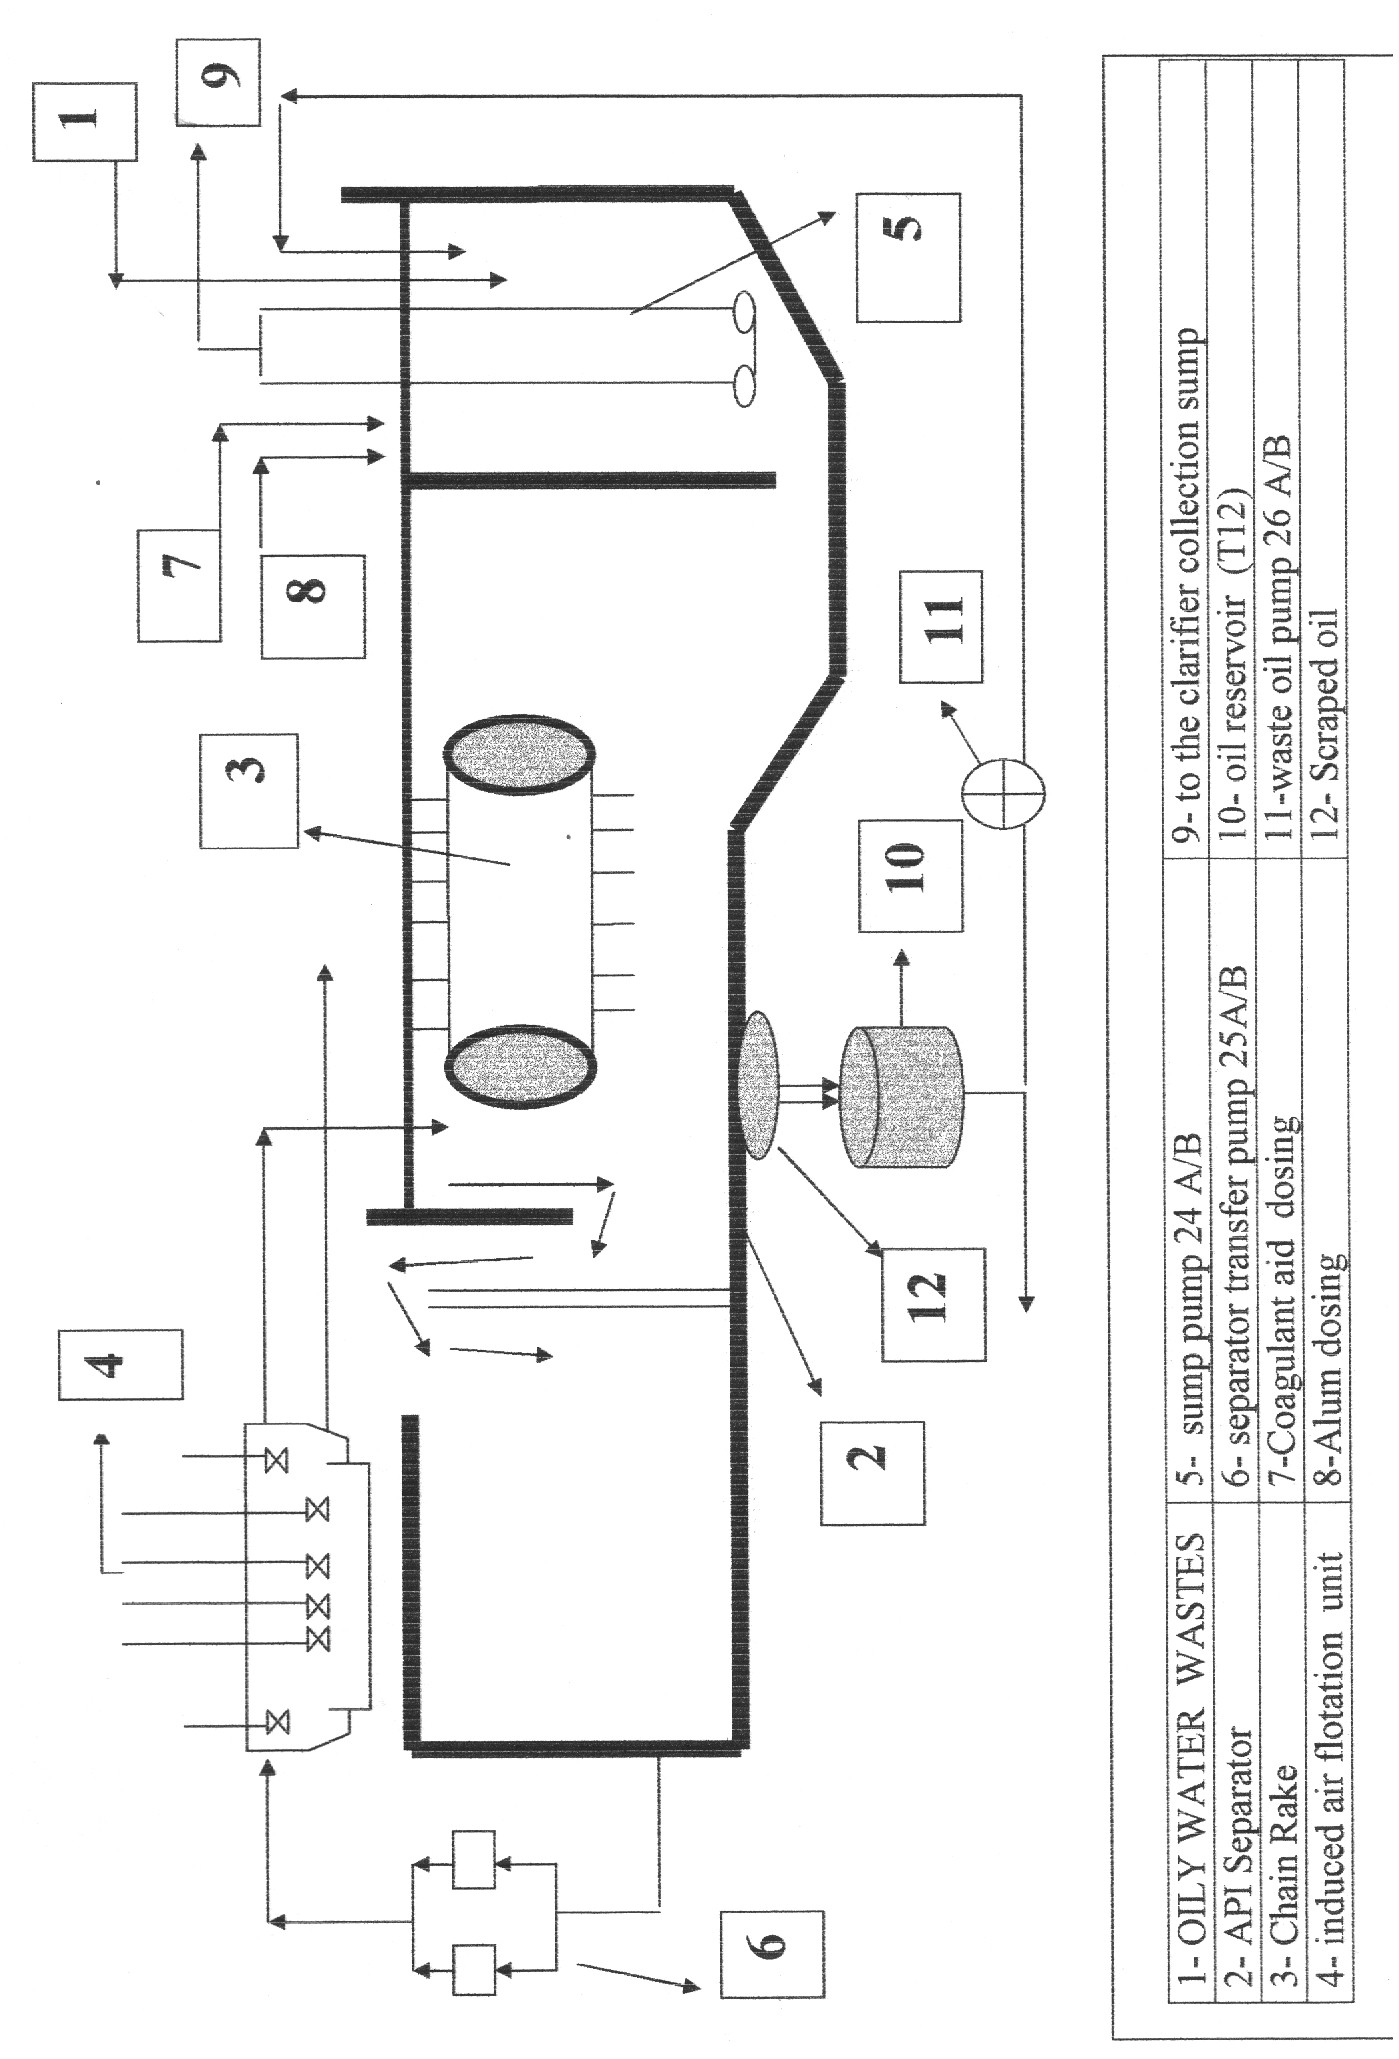 1
9
7
8
3
4
5
11
10
12
2
6
1- OILY WATER WASTES
5- sump pump 24 A/B
9- to the clarifier collection sump
2- API Separator
6- separator transfer pump 25A/B
10- oil reservoir (T12)
3- Chain Rake
7-Coagulant aid dosing
11-waste oil pump 26 A/B
4- induced air flotation unit
8-Alum dosing
12- Scraped oil